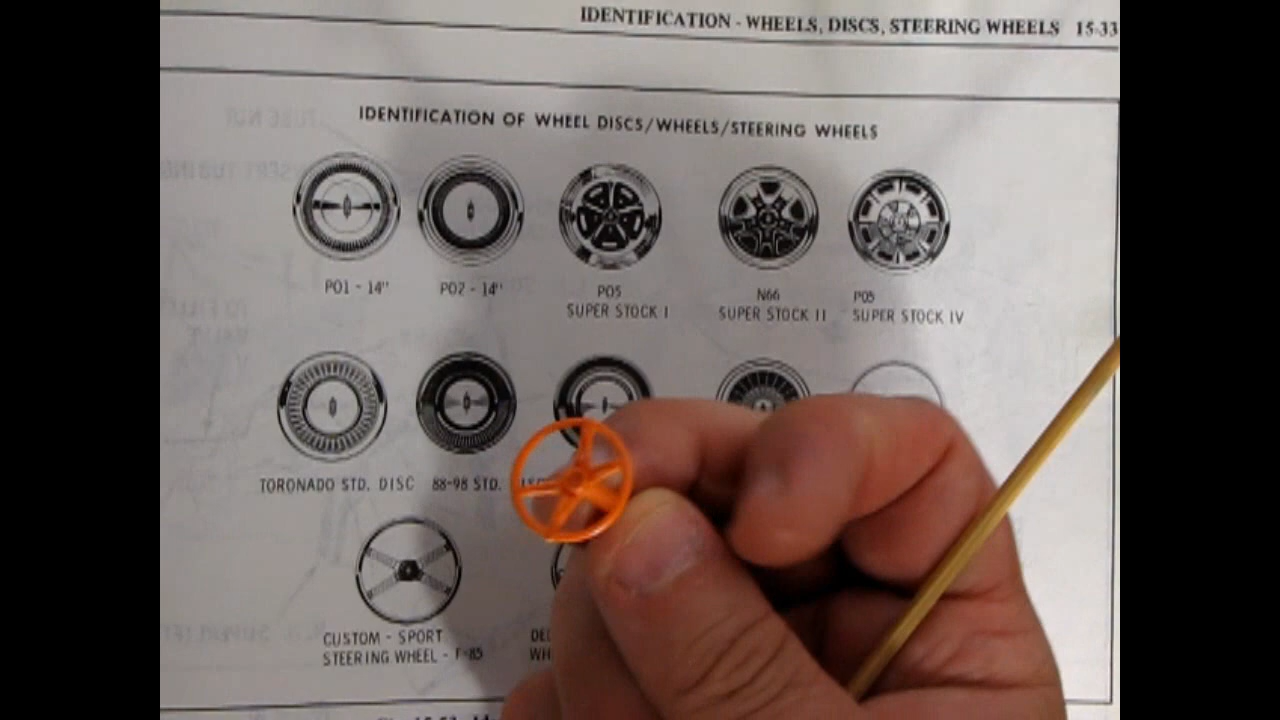 IDENTIFICATION - WHEELS, DISCS, STEERING WHEELS 15-33
IDENTIFICATION OF WHEEL DISCS/WHEELS/STEERING WHEELS
P01 - 14"
P02 - 14"
P05
SUPER STOCK I
N66
SUPER STOCK II
P05
SUPER STOCK IV
TORONADO STD. DISC
88-98 STD.
CUSTOM - SPORT
STEERING WHEEL - F-85